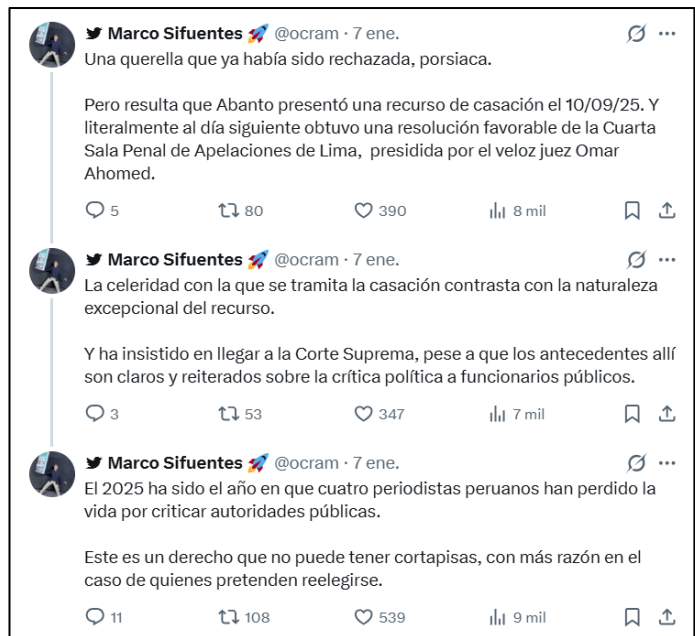 Marco Sifuentes 🚀 @ocram · 7 ene.
Una querella que ya había sido rechazada, porsiaca.
Pero resulta que Abanto presentó una recurso de casación el 10/09/25. Y
literalmente al día siguiente obtuvo una resolución favorable de la Cuarta
Sala Penal de Apelaciones de Lima, presidida por el veloz juez Omar
Ahomed.
5 80 390 8 mil
Marco Sifuentes 🚀 @ocram · 7 ene.
La celeridad con la que se tramita la casación contrasta con la naturaleza
excepcional del recurso.
Y ha insistido en llegar a la Corte Suprema, pese a que los antecedentes allí
son claros y reiterados sobre la crítica política a funcionarios públicos.
3 53 347 7 mil
Marco Sifuentes 🚀 @ocram · 7 ene.
El 2025 ha sido el año en que cuatro periodistas peruanos han perdido la
vida por criticar autoridades públicas.
Este es un derecho que no puede tener cortapisas, con más razón en el
caso de quienes pretenden reelegirse.
11 108 539 9 mil